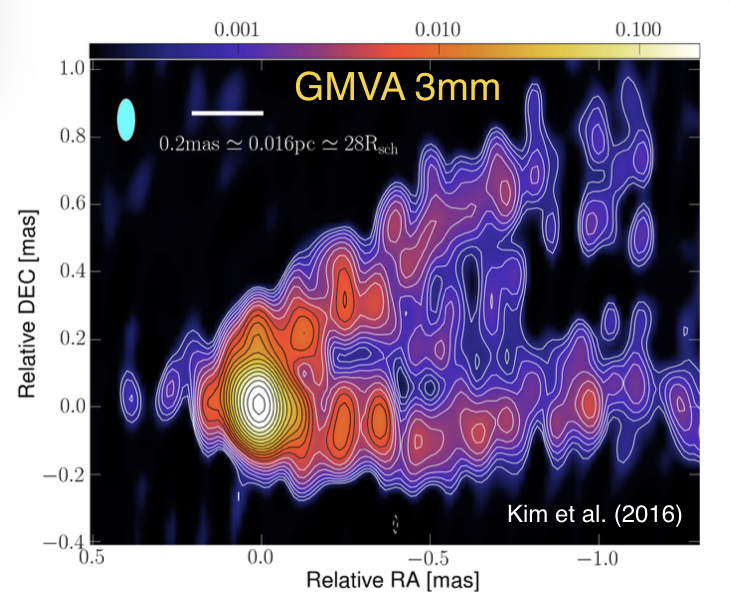 0.001 0.010 0.100
GMVA 3mm
0.2mas ≃ 0.016pc ≃ 28Rsch
1.0
0.8
0.6
0.4
0.2
0.0
−0.2
−0.4
Relative DEC [mas]
Kim et al. (2016)
0.5 0.0 −0.5 −1.0
Relative RA [mas]